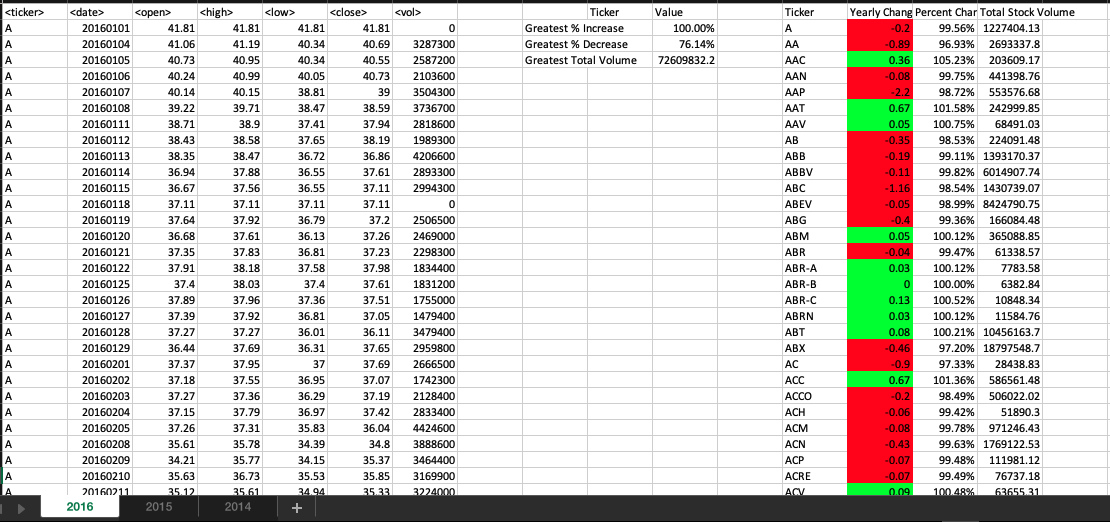 <ticker> <date> <open> <high> <low> <close> <vol> Ticker Value Ticker Yearly Chang Percent Char Total Stock Volume
A 20160101 41.81 41.81 41.81 41.81 0 Greatest % Increase 100.00% A -0.2 99.56% 1227404.13
A 20160104 41.06 41.19 40.34 40.69 3287300 Greatest % Decrease 76.14% AA -0.89 96.93% 2693337.8
A 20160105 40.73 40.95 40.34 40.55 2587200 Greatest Total Volume 72609832.2 AAC 0.36 105.23% 203609.17
A 20160106 40.24 40.99 40.05 40.73 2103600 AAN -0.08 99.75% 441398.76
A 20160107 40.14 40.15 38.81 39 3504300 AAP -2.2 98.72% 553576.68
A 20160108 39.22 39.71 38.47 38.59 3736700 AAT 0.67 101.58% 242999.85
A 20160111 38.71 38.9 37.41 37.94 2818600 AAV 0.05 100.75% 68491.03
A 20160112 38.43 38.58 37.65 38.19 1989300 AB -0.35 98.53% 224091.48
A 20160113 38.35 38.47 36.72 36.86 4206600 ABB -0.19 99.11% 1393170.37
A 20160114 36.94 37.88 36.55 37.61 2893300 ABBV -0.11 99.82% 6014907.74
A 20160115 36.67 37.56 36.55 37.11 2994300 ABC -1.16 98.54% 1430739.07
A 20160118 37.11 37.11 37.11 37.11 0 ABEV -0.05 98.99% 8424790.75
A 20160119 37.64 37.92 36.79 37.2 2506500 ABG -0.4 99.36% 166084.48
A 20160120 36.68 37.61 36.13 37.26 2469000 ABM 0.05 100.12% 365088.85
A 20160121 37.35 37.83 36.81 37.23 2298300 ABR -0.04 99.47% 61338.57
A 20160122 37.91 38.18 37.58 37.98 1834400 ABR-A 0.03 100.12% 7783.58
A 20160125 37.4 38.03 37.4 37.61 1831200 ABR-B 0 100.00% 6382.84
A 20160126 37.89 37.96 37.36 37.51 1755000 ABR-C 0.13 100.52% 10848.34
A 20160127 37.39 37.92 36.81 37.05 1479400 ABRN 0.03 100.12% 11584.76
A 20160128 37.27 37.27 36.01 36.11 3479400 ABT 0.08 100.21% 10456163.7
A 20160129 36.44 37.69 36.31 37.65 2959800 ABX -0.46 97.20% 18797548.7
A 20160201 37.37 37.95 37 37.69 2666500 AC -0.9 97.33% 28438.83
A 20160202 37.18 37.55 36.95 37.07 1742300 ACC 0.67 101.36% 586561.48
A 20160203 37.27 37.36 36.29 37.19 2128400 ACCO -0.2 98.49% 506022.02
A 20160204 37.15 37.79 36.97 37.42 2833400 ACH -0.06 99.42% 51890.3
A 20160205 37.26 37.31 35.83 36.04 4424600 ACM -0.08 99.78% 971246.43
A 20160208 35.61 35.78 34.39 34.8 3888600 ACN -0.43 99.63% 1769122.53
A 20160209 34.21 35.77 34.15 35.37 3464400 ACP -0.07 99.48% 111981.12
A 20160210 35.63 36.73 35.53 35.85 3169900 ACRE -0.07 99.49% 76737.18
A 20160211 35.12 35.61 34.94 35.33 3224000 ACV 0.09 100.48% 63655.31
2016 2015 2014 +